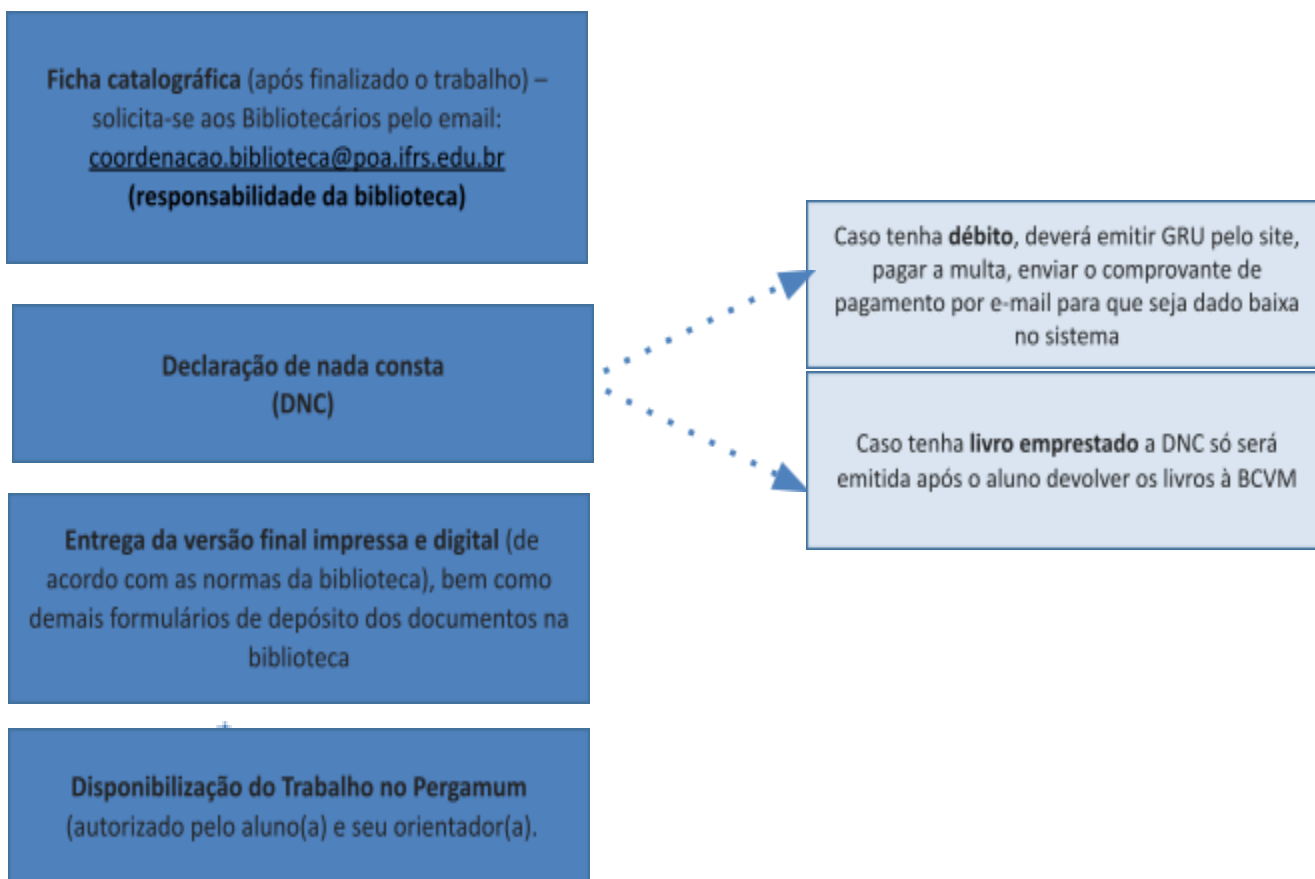 Ficha catalográfica (após finalizado o trabalho) –
solicita-se aos Bibliotecários pelo email:
coordenacao.biblioteca@poa.ifrs.edu.br
(responsabilidade da biblioteca)
Declaração de nada consta
(DNC)
Caso tenha débito, deverá emitir GRU pelo site,
pagar a multa, enviar o comprovante de
pagamento por e-mail para que seja dado baixa
no sistema
Caso tenha livro emprestado a DNC só será
emitida após o aluno devolver os livros à BCVM
Entrega da versão final impressa e digital (de
acordo com as normas da biblioteca), bem como
demais formulários de depósito dos documentos na
biblioteca
Disponibilização do Trabalho no Pergamum
(autorizado pelo aluno(a) e seu orientador(a).